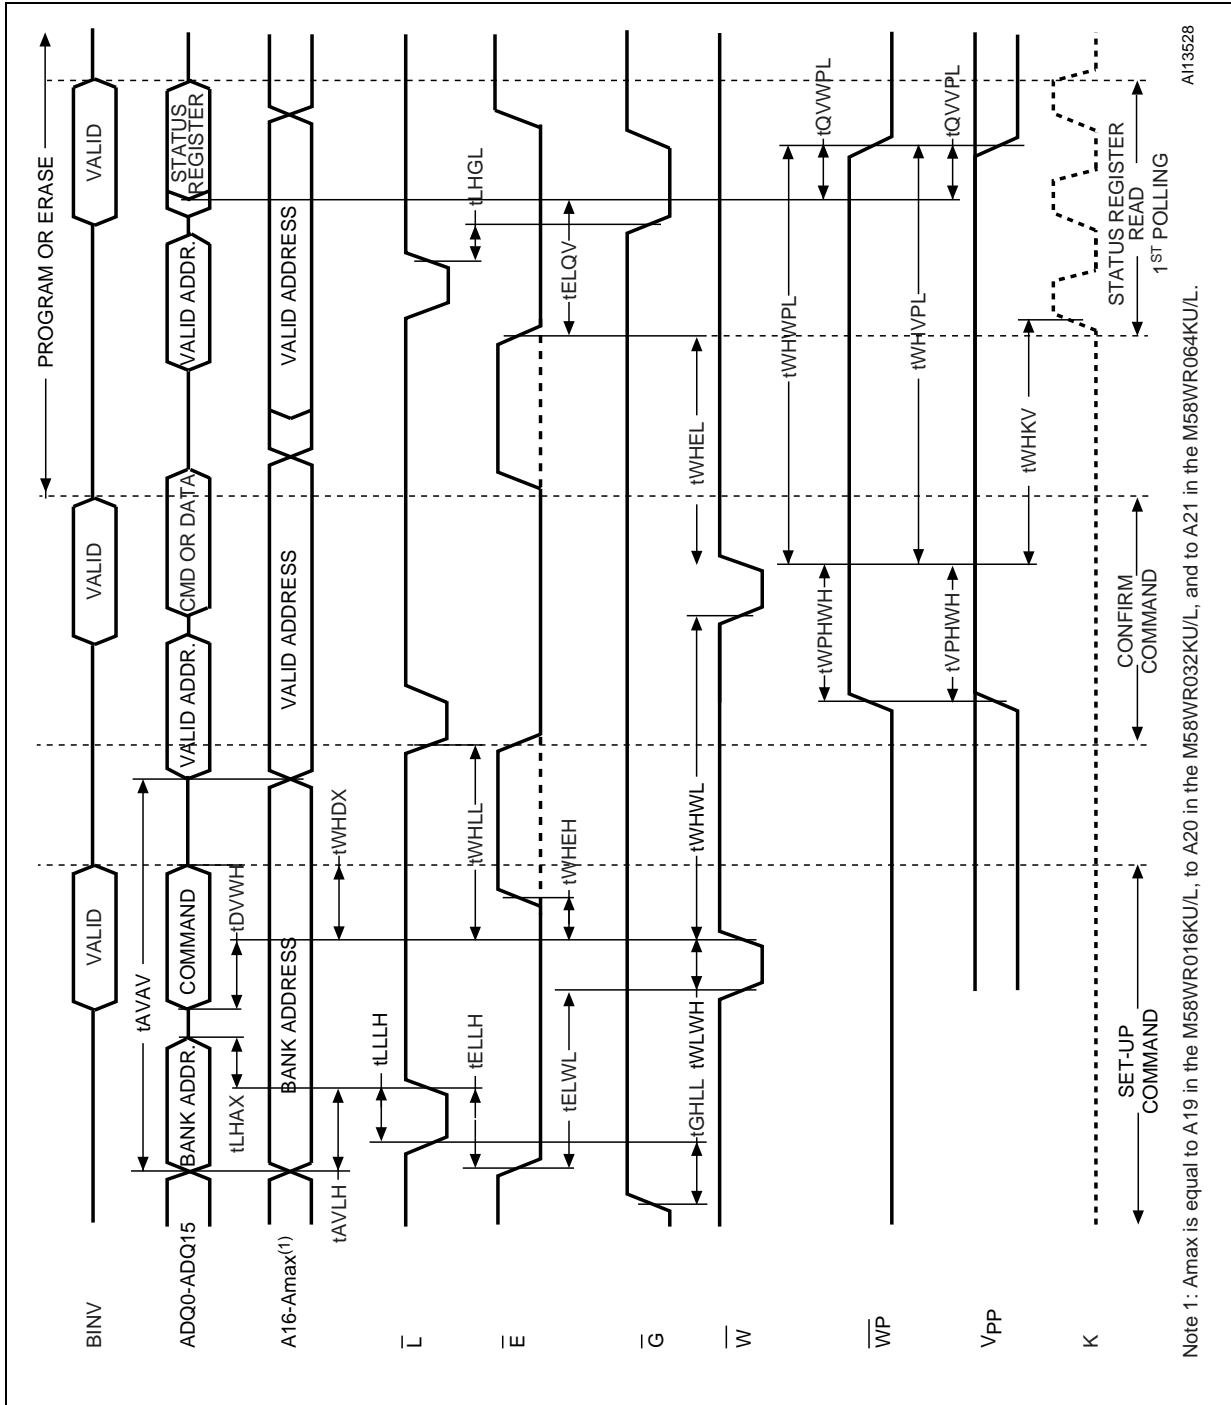 PROGRAM OR ERASE
BINV
VALID
VALID
VALID
tAVAV
ADQ0-ADQ15
BANK ADDR.
COMMAND
VALID ADDR.
CMD OR DATA
VALID ADDR.
STATUS
REGISTER
tLHAX
tDVWH
A16-Amax(1)
BANK ADDRESS
VALID ADDRESS
VALID ADDRESS
tAVLH
tWHDX
tLLLH
L
tELLH
tWHLL
tLHGL
E
tELWL
tWHEH
tELQV
G
tGHLL
tWLWH
tWHWL
tWHEL
W
tWHWPL
tWPHWH
tQVWPL
WP
tWHVPL
tVPHWH
tQVVPL
VPP
tWHKV
K
SET-UP
COMMAND
CONFIRM
COMMAND
STATUS REGISTER
READ
1ST POLLING
AI13528
Note 1: Amax is equal to A19 in the M58WR016KU/L, to A20 in the M58WR032KU/L, and to A21 in the M58WR064KU/L.